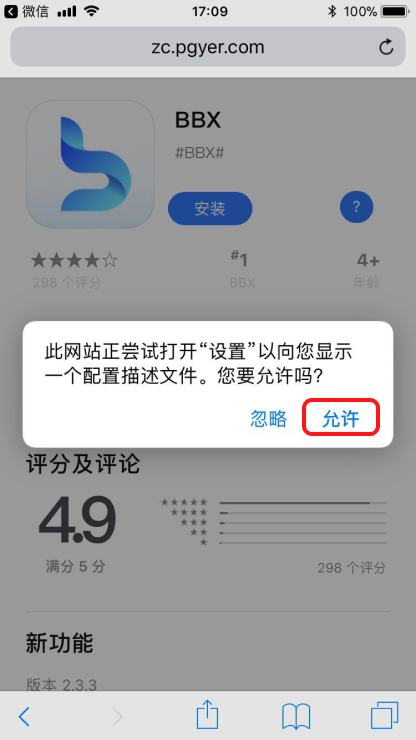 微信 17:09 100%
zc.pgyer.com
BBX
#BBX#
安装 ?
★★★★☆ #1 4+
298 个评分 BBX 年龄
此网站正尝试打开“设置”以向您显示
一个配置描述文件。您要允许吗?
忽略 允许
评分及评论
4.9
满分 5 分 298 个评分
新功能
版本 2.3.3